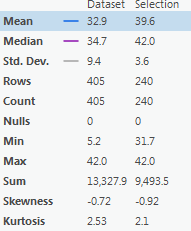 Dataset Selection
Mean 32.9 39.6
Median 34.7 42.0
Std. Dev. 9.4 3.6
Rows 405 240
Count 405 240
Nulls 0 0
Min 5.2 31.7
Max 42.0 42.0
Sum 13,327.9 9,493.5
Skewness -0.72 -0.92
Kurtosis 2.53 2.1